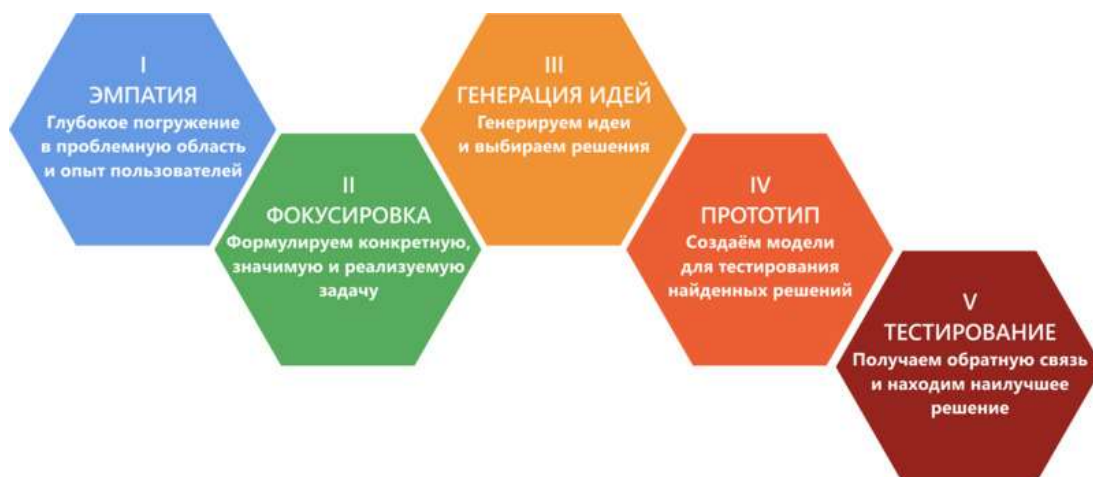 I
ЭМПАТИЯ
Глубокое погружение
в проблемную область
и опыт пользователей
II
ФОКУСИРОВКА
Формулируем конкретную,
значимую и реализуемую
задачу
III
ГЕНЕРАЦИЯ ИДЕЙ
Генерируем идеи
и выбираем решения
IV
ПРОТОТИП
Создаём модели
для тестирования
найденных решений
V
ТЕСТИРОВАНИЕ
Получаем обратную связь
и находим наилучшее
решение